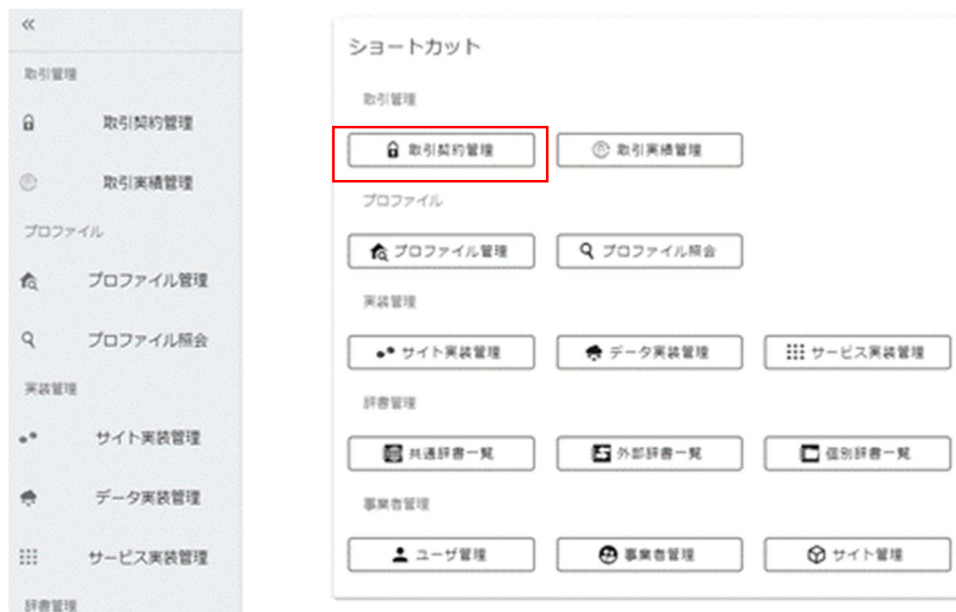 «
取引管理
取引契約管理
取引実績管理
プロファイル
プロファイル管理
プロファイル照会
実装管理
サイト実装管理
データ実装管理
サービス実装管理
辞書管理
ショートカット
取引管理
取引契約管理 取引実績管理
プロファイル
プロファイル管理 プロファイル照会
実装管理
サイト実装管理 データ実装管理 サービス実装管理
辞書管理
共通辞書一覧 外部辞書一覧 個別辞書一覧
事業者管理
ユーザ管理 事業者管理 サイト管理